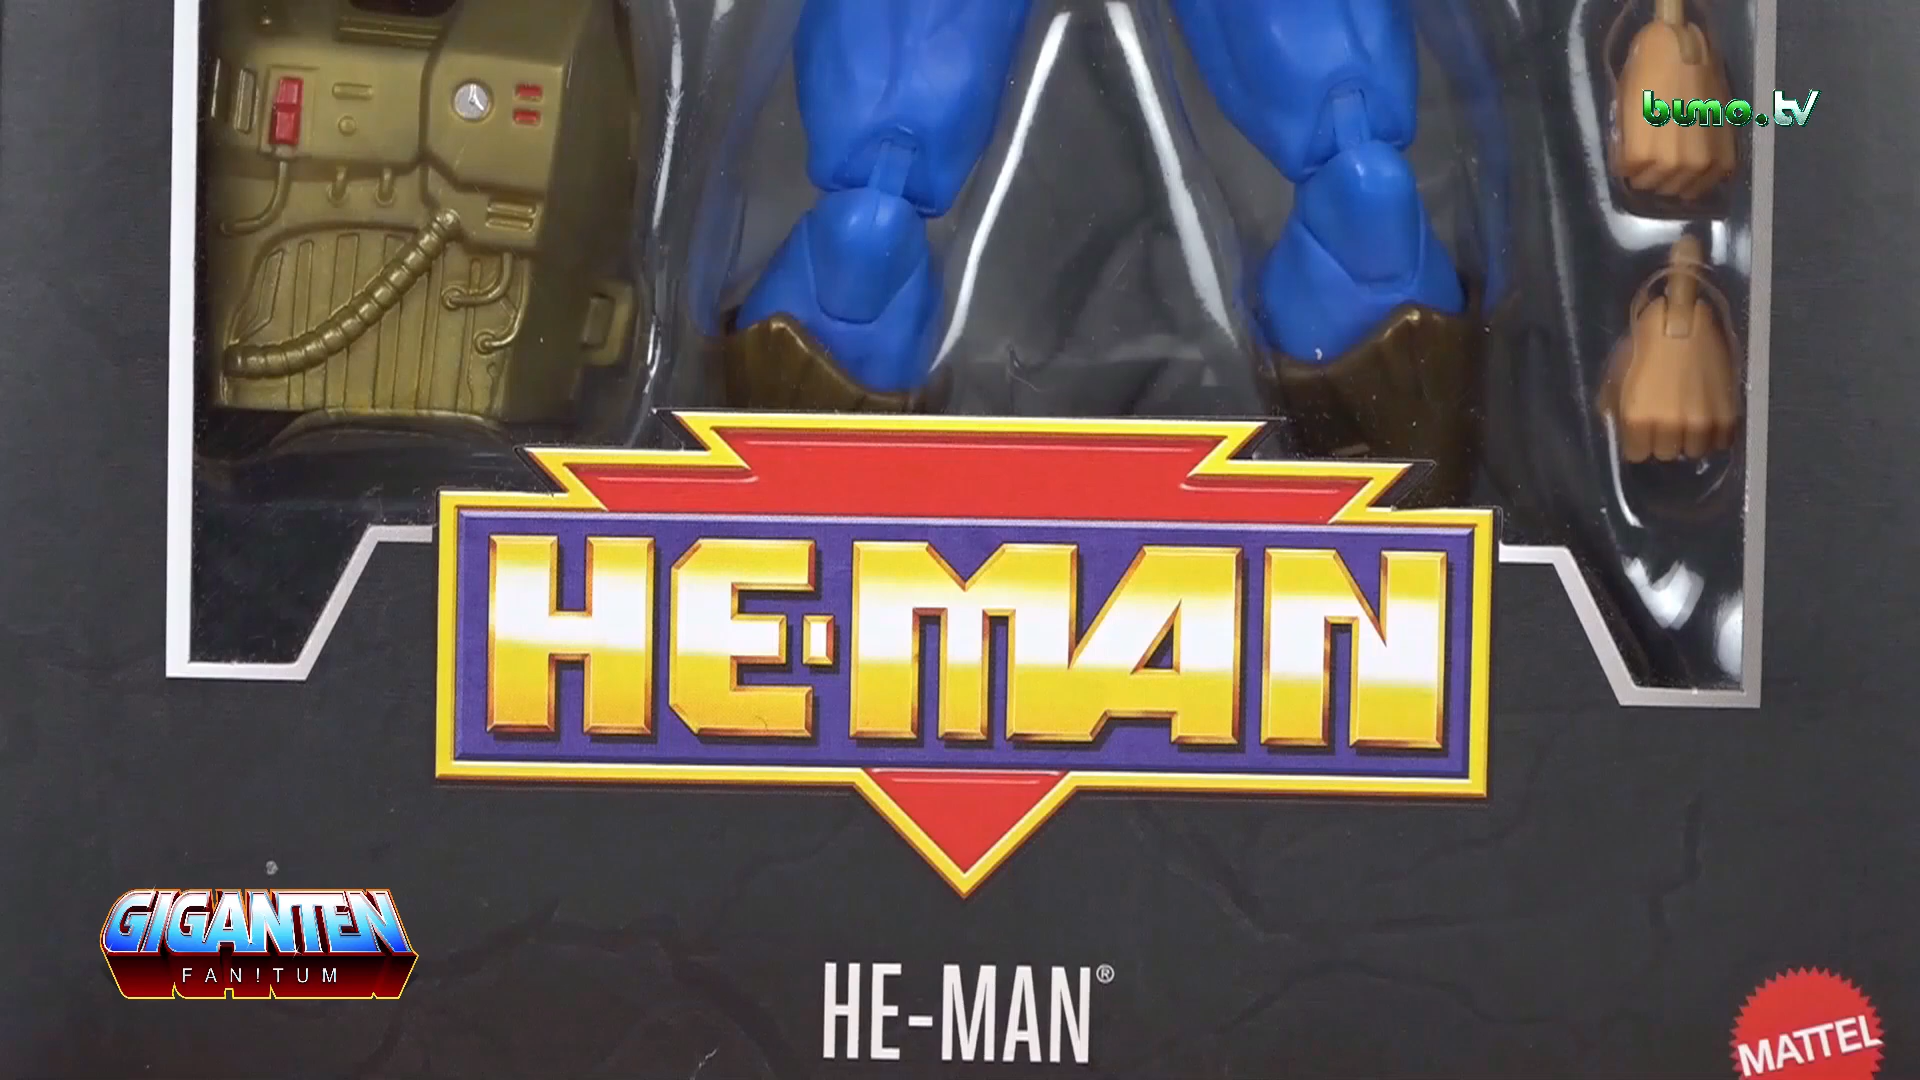 bumo.tv
HE·MAN
GIGANTEN
FAN!TUM
HE-MAN®
MATTEL